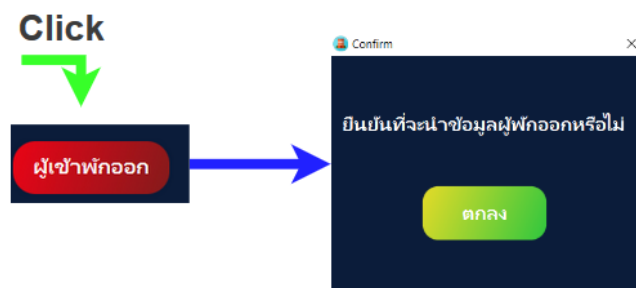 Click
Confirm
ผู้เข้าพักออก
ยืนยันที่จะนำข้อมูลผู้พักออกหรือไม่
ตกลง